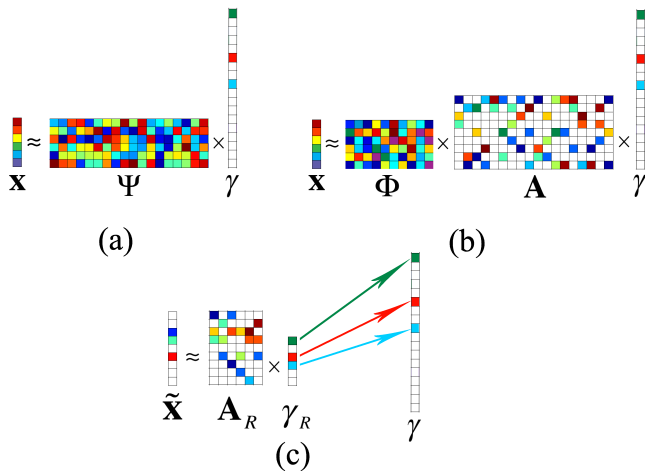 x ≈ Ψ × γ
(a)
x ≈ Φ × A × γ
(b)
x̃ ≈ A_R × γ_R γ
(c)